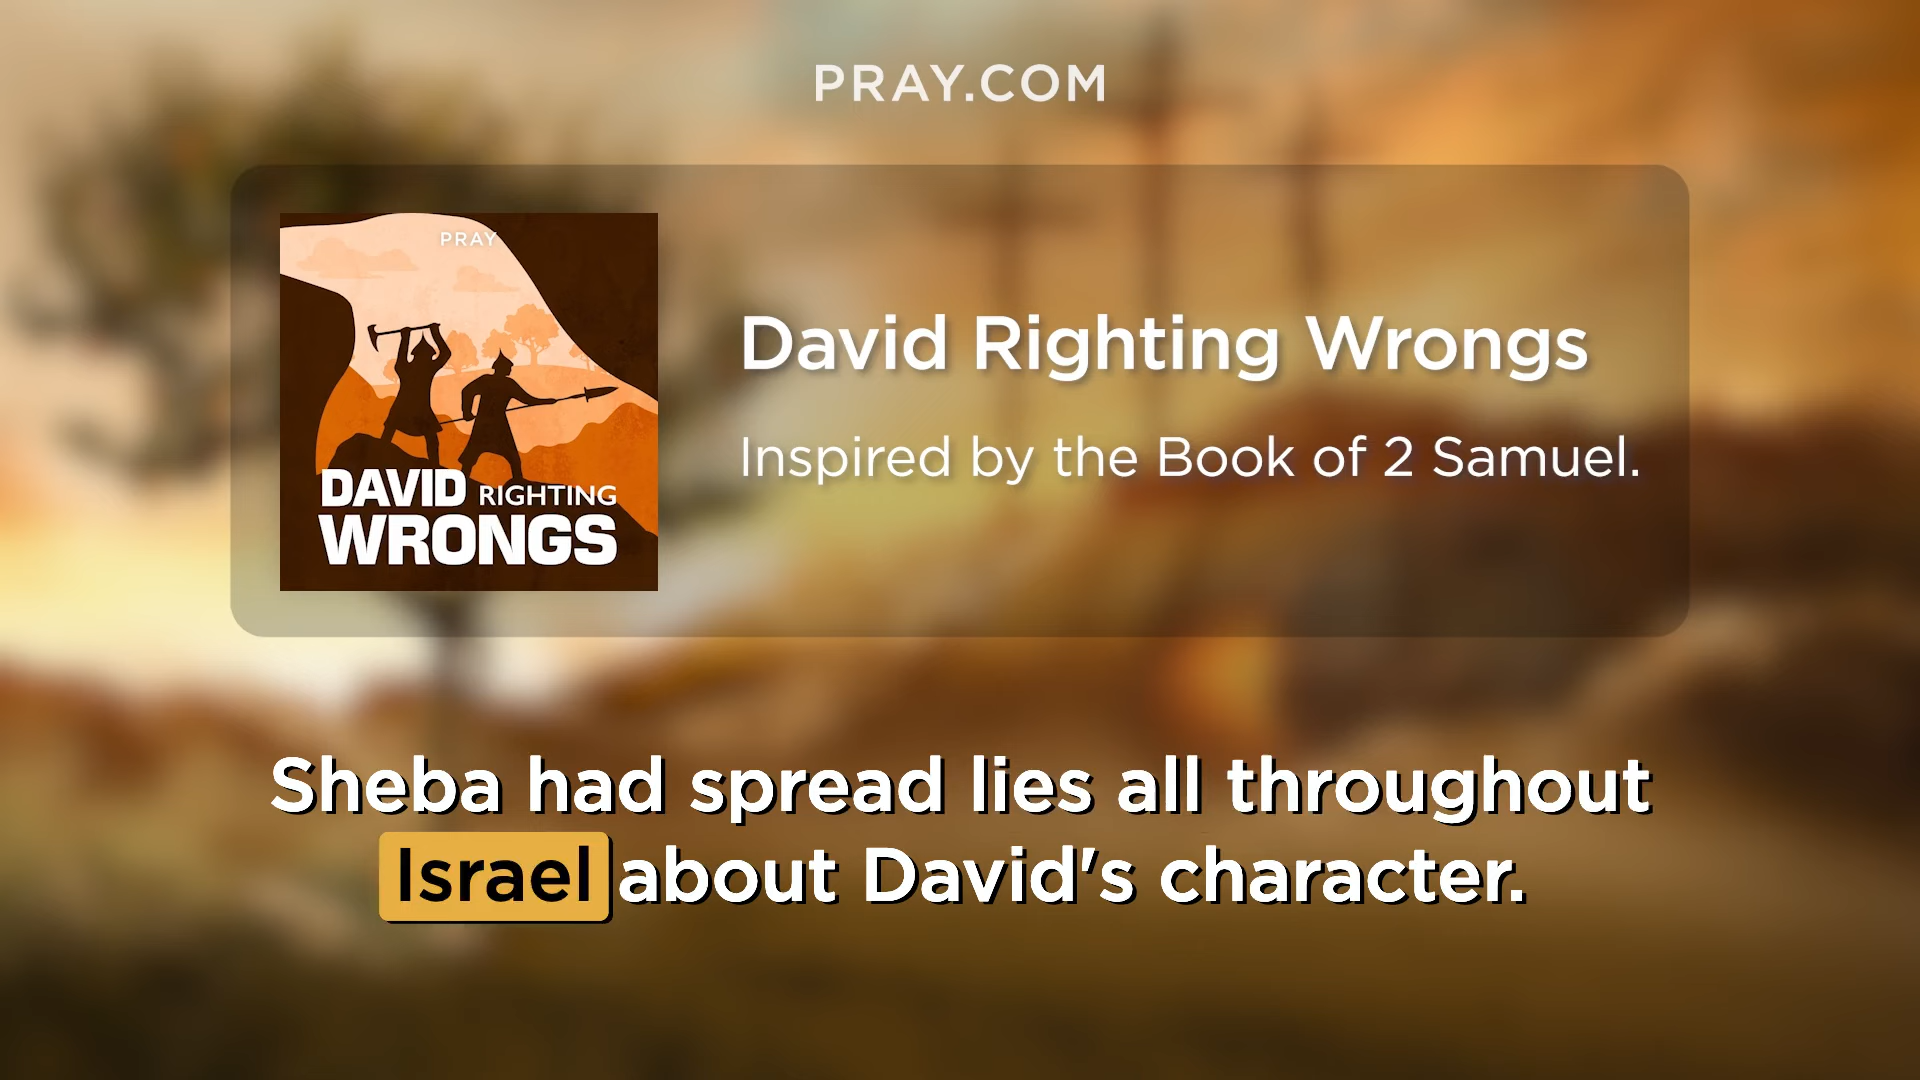 PRAY.COM
PRAY
DAVID RIGHTING
WRONGS
David Righting Wrongs
Inspired by the Book of 2 Samuel.
Sheba had spread lies all throughout
Israel about David's character.